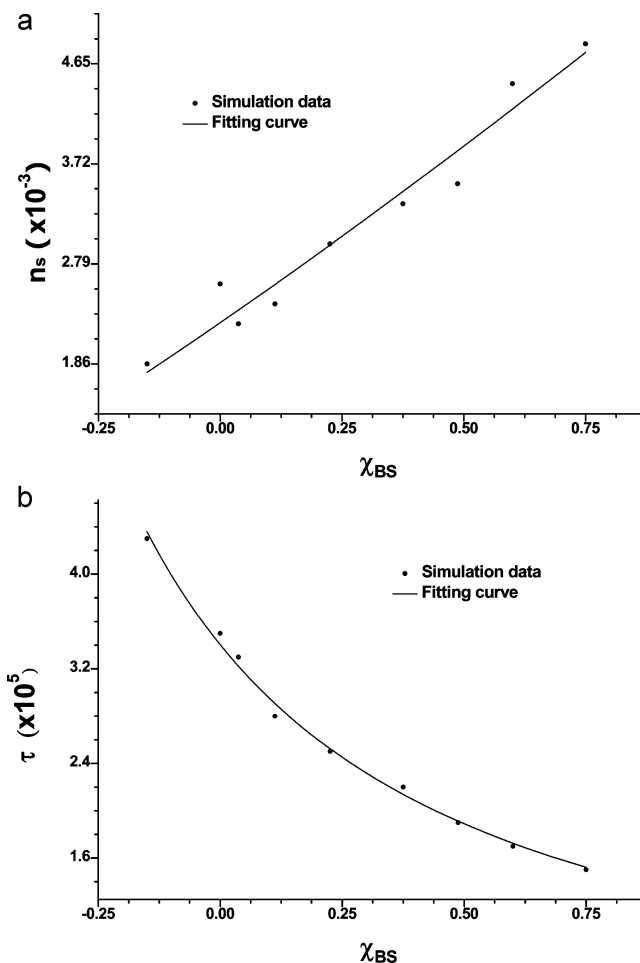 a
4.65
3.72
2.79
1.86
nₛ (x10⁻³)
Simulation data
Fitting curve
-0.25 0.00 0.25 0.50 0.75
χBS
b
4.0
3.2
2.4
1.6
τ (x10⁵)
Simulation data
Fitting curve
-0.25 0.00 0.25 0.50 0.75
χBS